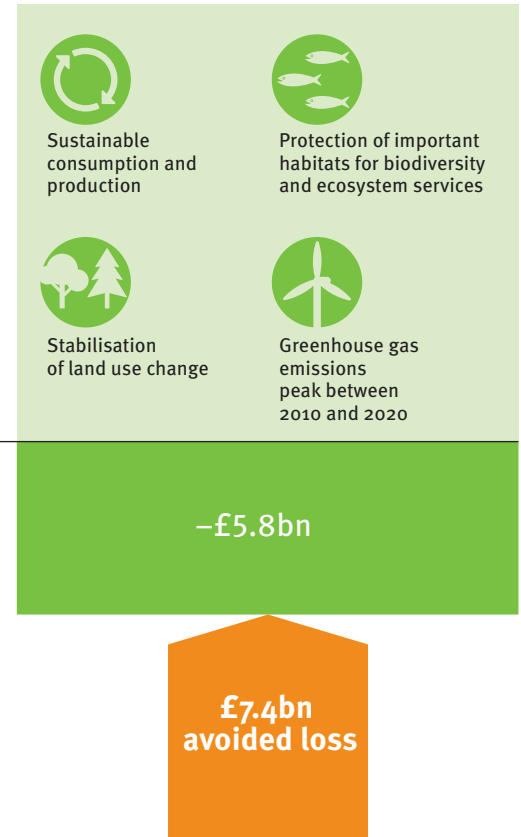 Sustainable
consumption and
production
Protection of important
habitats for biodiversity
and ecosystem services
Stabilisation
of land use change
Greenhouse gas
emissions
peak between
2010 and 2020
–£5.8bn
£7.4bn
avoided loss